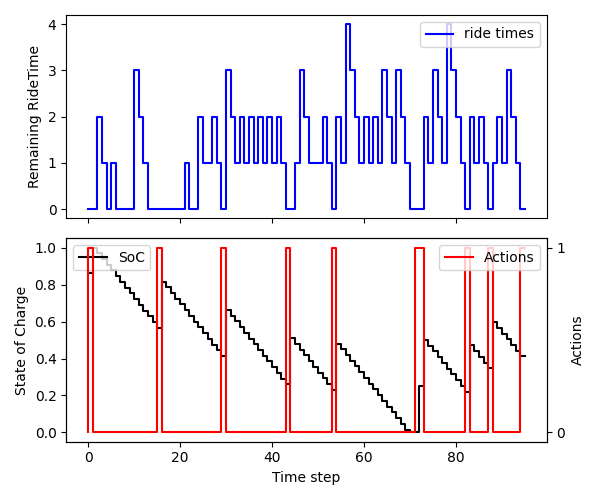 4
3
2
1
0
Remaining RideTime
ride times
1.0
0.8
0.6
0.4
0.2
0.0
State of Charge
SoC
Actions
1
0
Actions
0 20 40 60 80
Time step